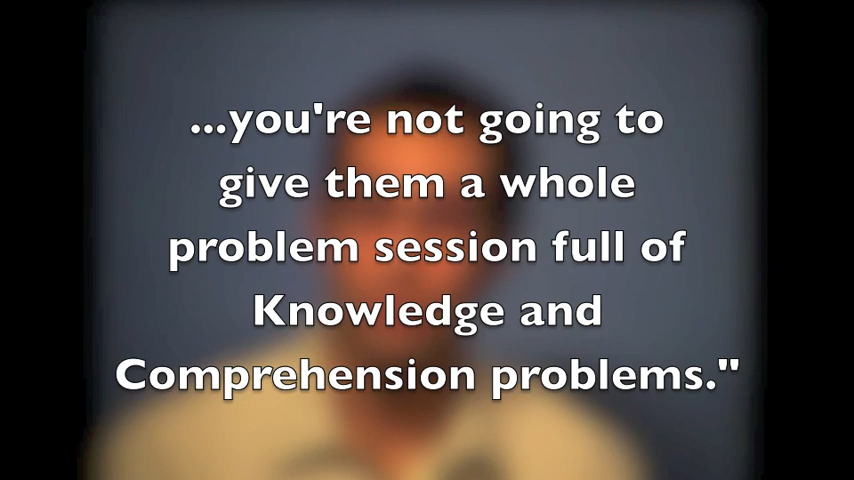 ...you're not going to
give them a whole
problem session full of
Knowledge and
Comprehension problems."